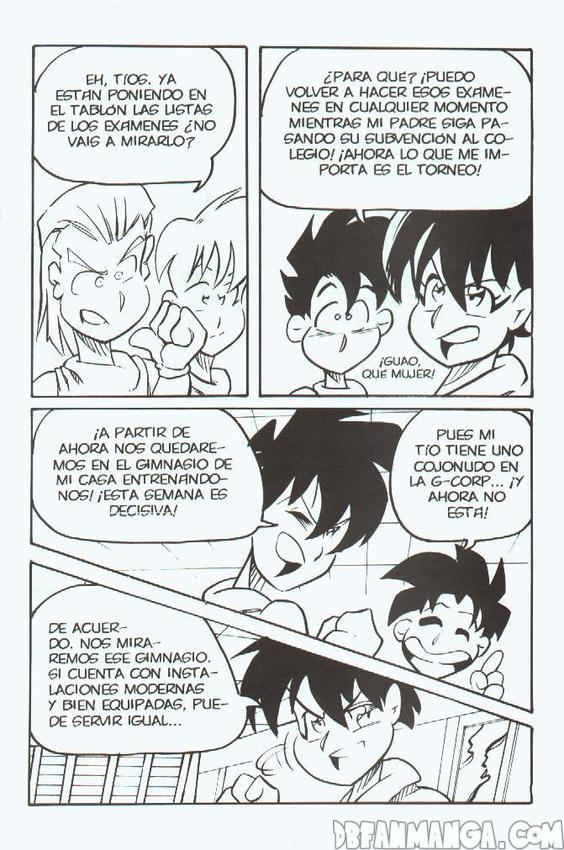 EH, TÍOS. YA
ESTÁN PONIENDO EN
EL TABLÓN LAS LISTAS
DE LOS EXÁMENES ¿NO
VAIS A MIRARLO?
¿PARA QUÉ? ¡PUEDO
VOLVER A HACER ESOS EXÁME-
NES EN CUALQUIER MOMENTO
MIENTRAS MI PADRE SIGA PA-
SANDO SU SUBVENCIÓN AL CO-
LEGIO! ¡AHORA LO QUE ME IM-
PORTA ES EL TORNEO!
¡GUAO,
QUÉ MUJER!
¡A PARTIR DE
AHORA NOS QUEDARE-
MOS EN EL GIMNASIO DE
MI CASA ENTRENÁNDO-
NOS! ¡ESTA SEMANA ES
DECISIVA!
PUES MI
TÍO TIENE UNO
COJONUDO EN
LA G-CORP... ¡Y
AHORA NO
ESTÁ!
DE ACUER-
DO. NOS MIRA-
REMOS ESE GIMNASIO.
SI CUENTA CON INSTA-
LACIONES MODERNAS
Y BIEN EQUIPADAS, PUE-
DE SERVIR IGUAL...
DBFANMANGA.COM